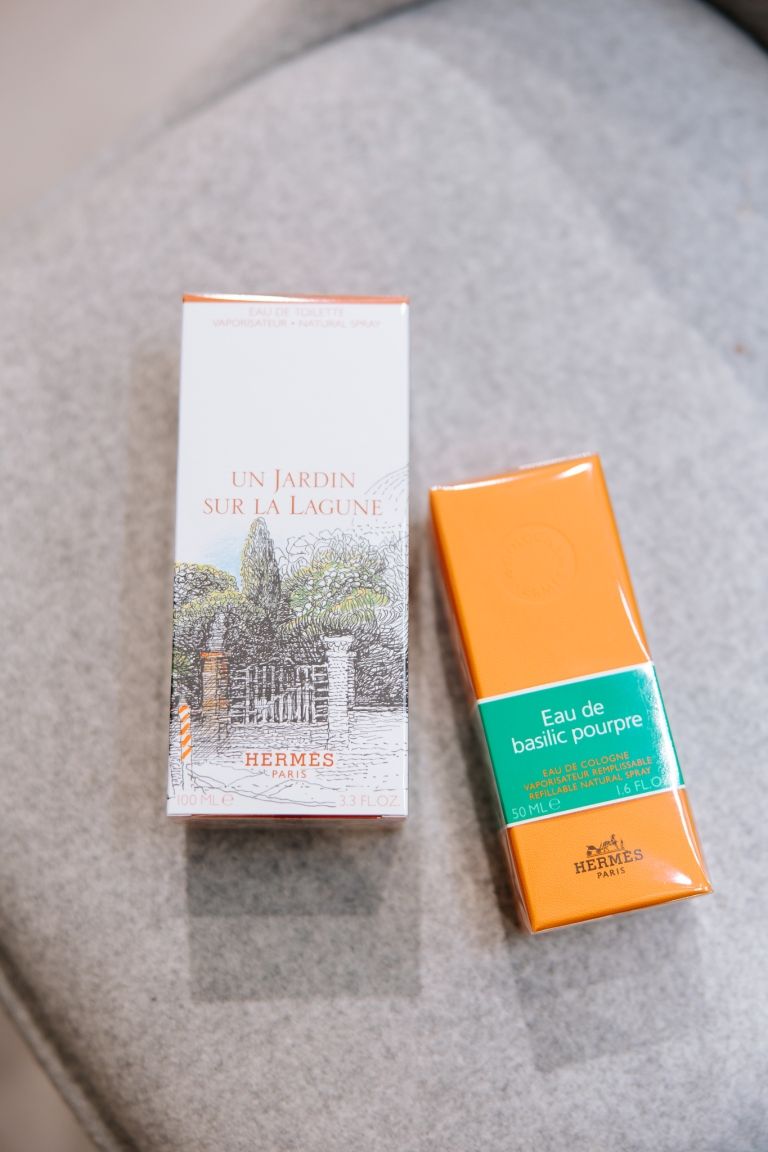 EAU DE TOILETTE
VAPORISATEUR • NATURAL SPRAY
UN JARDIN
SUR LA LAGUNE
HERMÈS
PARIS
100 ML ℮ 3.3 FL.OZ.
Eau de
basilic pourpre
EAU DE COLOGNE
VAPORISATEUR REMPLISSABLE
REFILLABLE NATURAL SPRAY
50 ML ℮ 1.6 FL.OZ
HERMÈS
PARIS